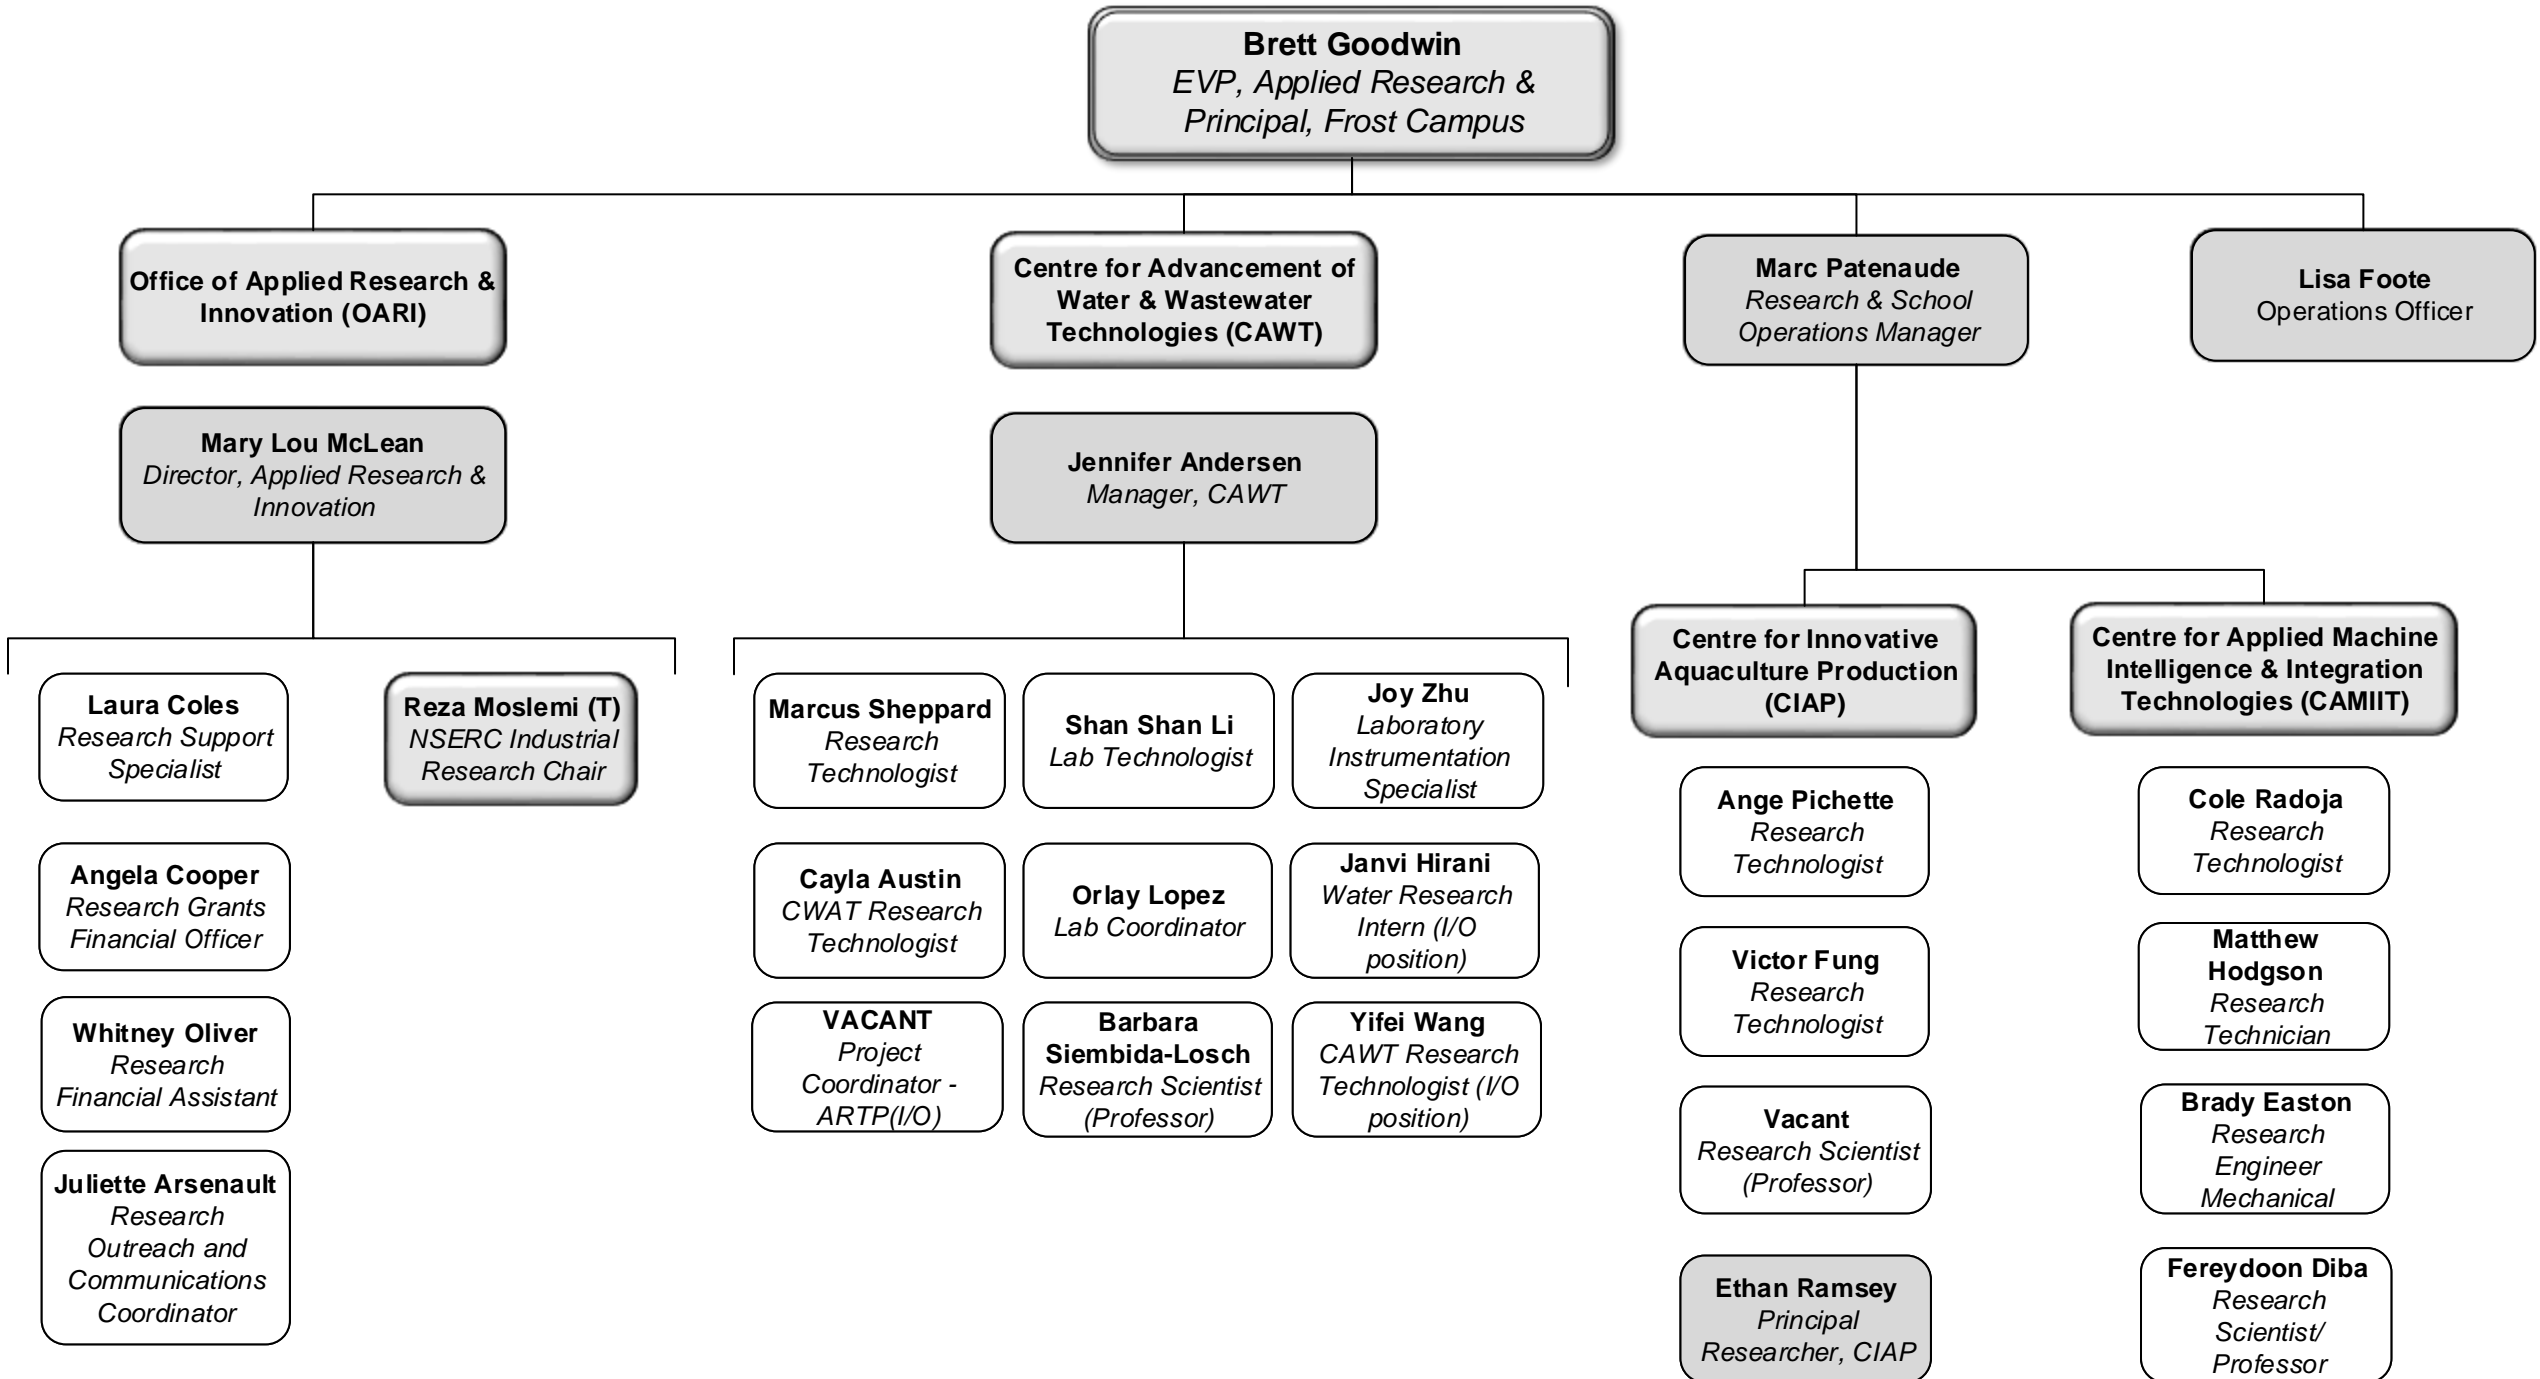 Brett Goodwin
EVP, Applied Research &
Principal, Frost Campus
Office of Applied Research &
Innovation (OARI)
Centre for Advancement of
Water & Wastewater
Technologies (CAWT)
Marc Patenaude
Research & School
Operations Manager
Lisa Foote
Operations Officer
Mary Lou McLean
Director, Applied Research &
Innovation
Jennifer Andersen
Manager, CAWT
Laura Coles
Research Support
Specialist
Reza Moslemi (T)
NSERC Industrial
Research Chair
Angela Cooper
Research Grants
Financial Officer
Whitney Oliver
Research
Financial Assistant
Juliette Arsenault
Research
Outreach and
Communications
Coordinator
Marcus Sheppard
Research
Technologist
Shan Shan Li
Lab Technologist
Joy Zhu
Laboratory
Instrumentation
Specialist
Cayla Austin
CWAT Research
Technologist
Orlay Lopez
Lab Coordinator
Janvi Hirani
Water Research
Intern (I/O
position)
VACANT
Project
Coordinator -
ARTP(I/O)
Barbara
Siembida-Losch
Research Scientist
(Professor)
Yifei Wang
CAWT Research
Technologist (I/O
position)
Centre for Innovative
Aquaculture Production
(CIAP)
Ange Pichette
Research
Technologist
Victor Fung
Research
Technologist
Vacant
Research Scientist
(Professor)
Ethan Ramsey
Principal
Researcher, CIAP
Centre for Applied Machine
Intelligence & Integration
Technologies (CAMIIT)
Cole Radoja
Research
Technologist
Matthew
Hodgson
Research
Technician
Brady Easton
Research
Engineer
Mechanical
Fereydoon Diba
Research
Scientist/
Professor